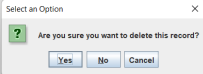 Select an Option
Are you sure you want to delete this record?
Yes No Cancel